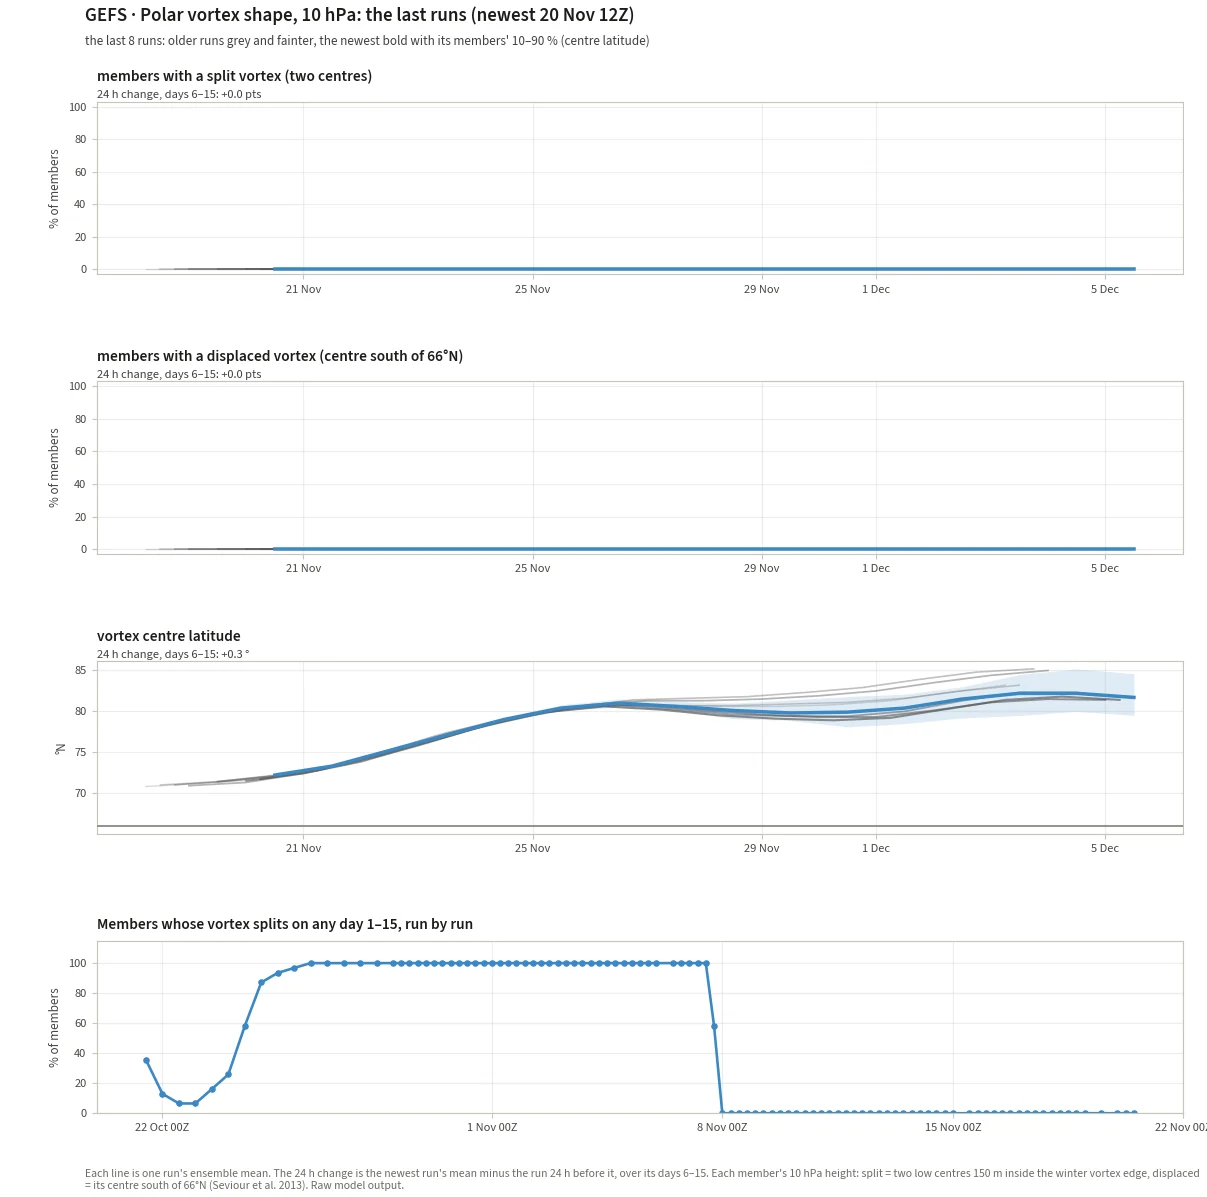 GEFS · Polar vortex shape, 10 hPa: the last runs (newest 20 Nov 12Z)
the last 8 runs: older runs grey and fainter, the newest bold with its members' 10–90 % (centre latitude)
members with a split vortex (two centres)
24 h change, days 6–15: +0.0 pts
100
80
60
40
20
0
% of members
21 Nov
25 Nov
29 Nov
1 Dec
5 Dec
members with a displaced vortex (centre south of 66°N)
24 h change, days 6–15: +0.0 pts
100
80
60
40
20
0
% of members
21 Nov
25 Nov
29 Nov
1 Dec
5 Dec
vortex centre latitude
24 h change, days 6–15: +0.3 °
85
80
75
70
°N
21 Nov
25 Nov
29 Nov
1 Dec
5 Dec
Members whose vortex splits on any day 1–15, run by run
100
80
60
40
20
0
% of members
22 Oct 00Z
1 Nov 00Z
8 Nov 00Z
15 Nov 00Z
22 Nov 00Z
Each line is one run's ensemble mean. The 24 h change is the newest run's mean minus the run 24 h before it, over its days 6–15. Each member's 10 hPa height: split = two low centres 150 m inside the winter vortex edge, displaced
= its centre south of 66°N (Seviour et al. 2013). Raw model output.